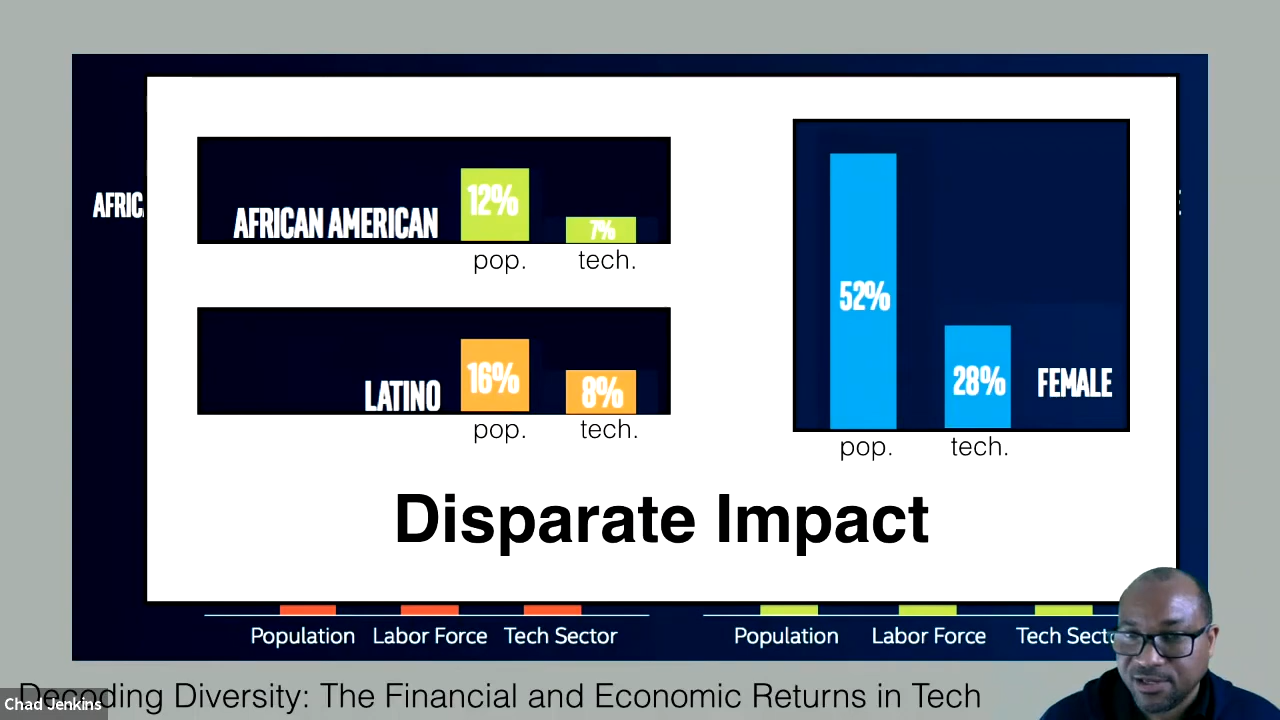 AFRIC
AFRICAN AMERICAN
12%
7%
pop.
tech.
LATINO
16%
8%
pop.
tech.
52%
28%
FEMALE
pop.
tech.
Disparate Impact
Population Labor Force Tech Sector
Population Labor Force Tech Sect
Decoding Diversity: The Financial and Economic Returns in Tech
Chad Jenkins